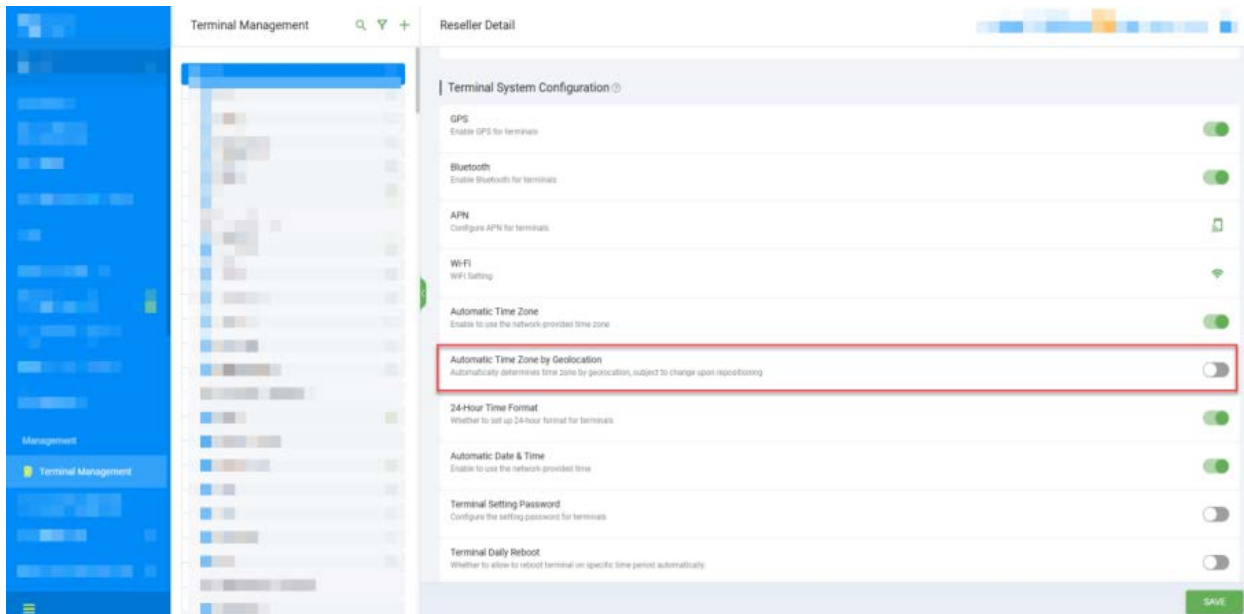 Terminal Management
Reseller Detail
Terminal System Configuration
GPS
Enable GPS for terminals
Bluetooth
Enable Bluetooth for terminals
APN
Configure APN for terminals
Wi-Fi
WiFi Setting
Automatic Time Zone
Enable to use the network-provided time zone
Automatic Time Zone by Geolocation
Automatically determines time zone by geolocation, subject to change upon repositioning
24-Hour Time Format
Whether to set up 24-hour format for terminals
Automatic Date & Time
Enable to use the network-provided time
Terminal Setting Password
Configure the setting password for terminals
Terminal Daily Reboot
Whether to allow to reboot terminal on specific time period automatically.
Management
Terminal Management
SAVE